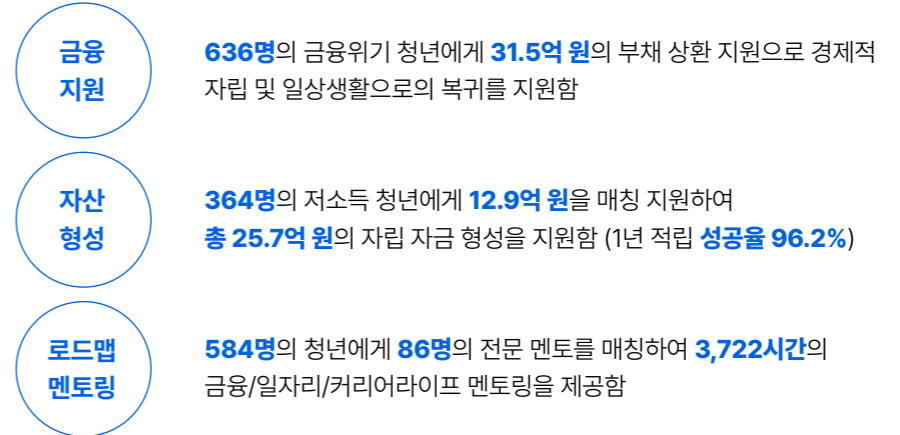 금융
지원
636명의 금융위기 청년에게 31.5억 원의 부채 상환 지원으로 경제적
자립 및 일상생활으로의 복귀를 지원함
자산
형성
364명의 저소득 청년에게 12.9억 원을 매칭 지원하여
총 25.7억 원의 자립 자금 형성을 지원함 (1년 적립 성공율 96.2%)
로드맵
멘토링
584명의 청년에게 86명의 전문 멘토를 매칭하여 3,722시간의
금융/일자리/커리어라이프 멘토링을 제공함